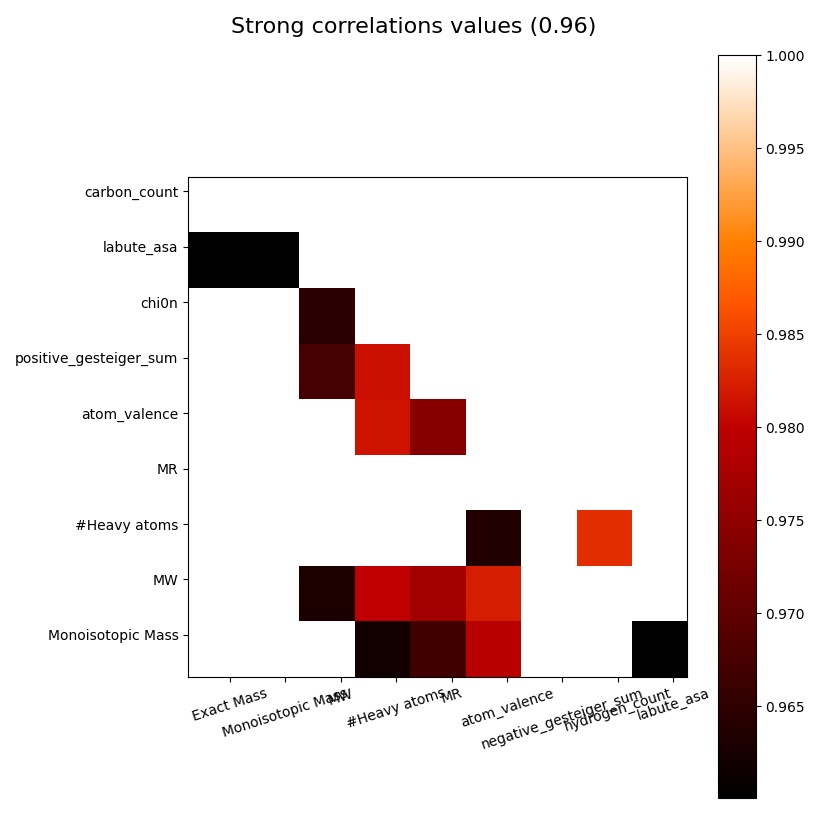 Strong correlations values (0.96)
carbon_count
labute_asa
chi0n
positive_gesteiger_sum
atom_valence
MR
#Heavy atoms
MW
Monoisotopic Mass
Exact Mass
Monoisotopic Mass
MW
#Heavy atoms
MR
atom_valence
negative_gesteiger_sum
hydrogen_count
labute_asa
1.000
0.995
0.990
0.985
0.980
0.975
0.970
0.965